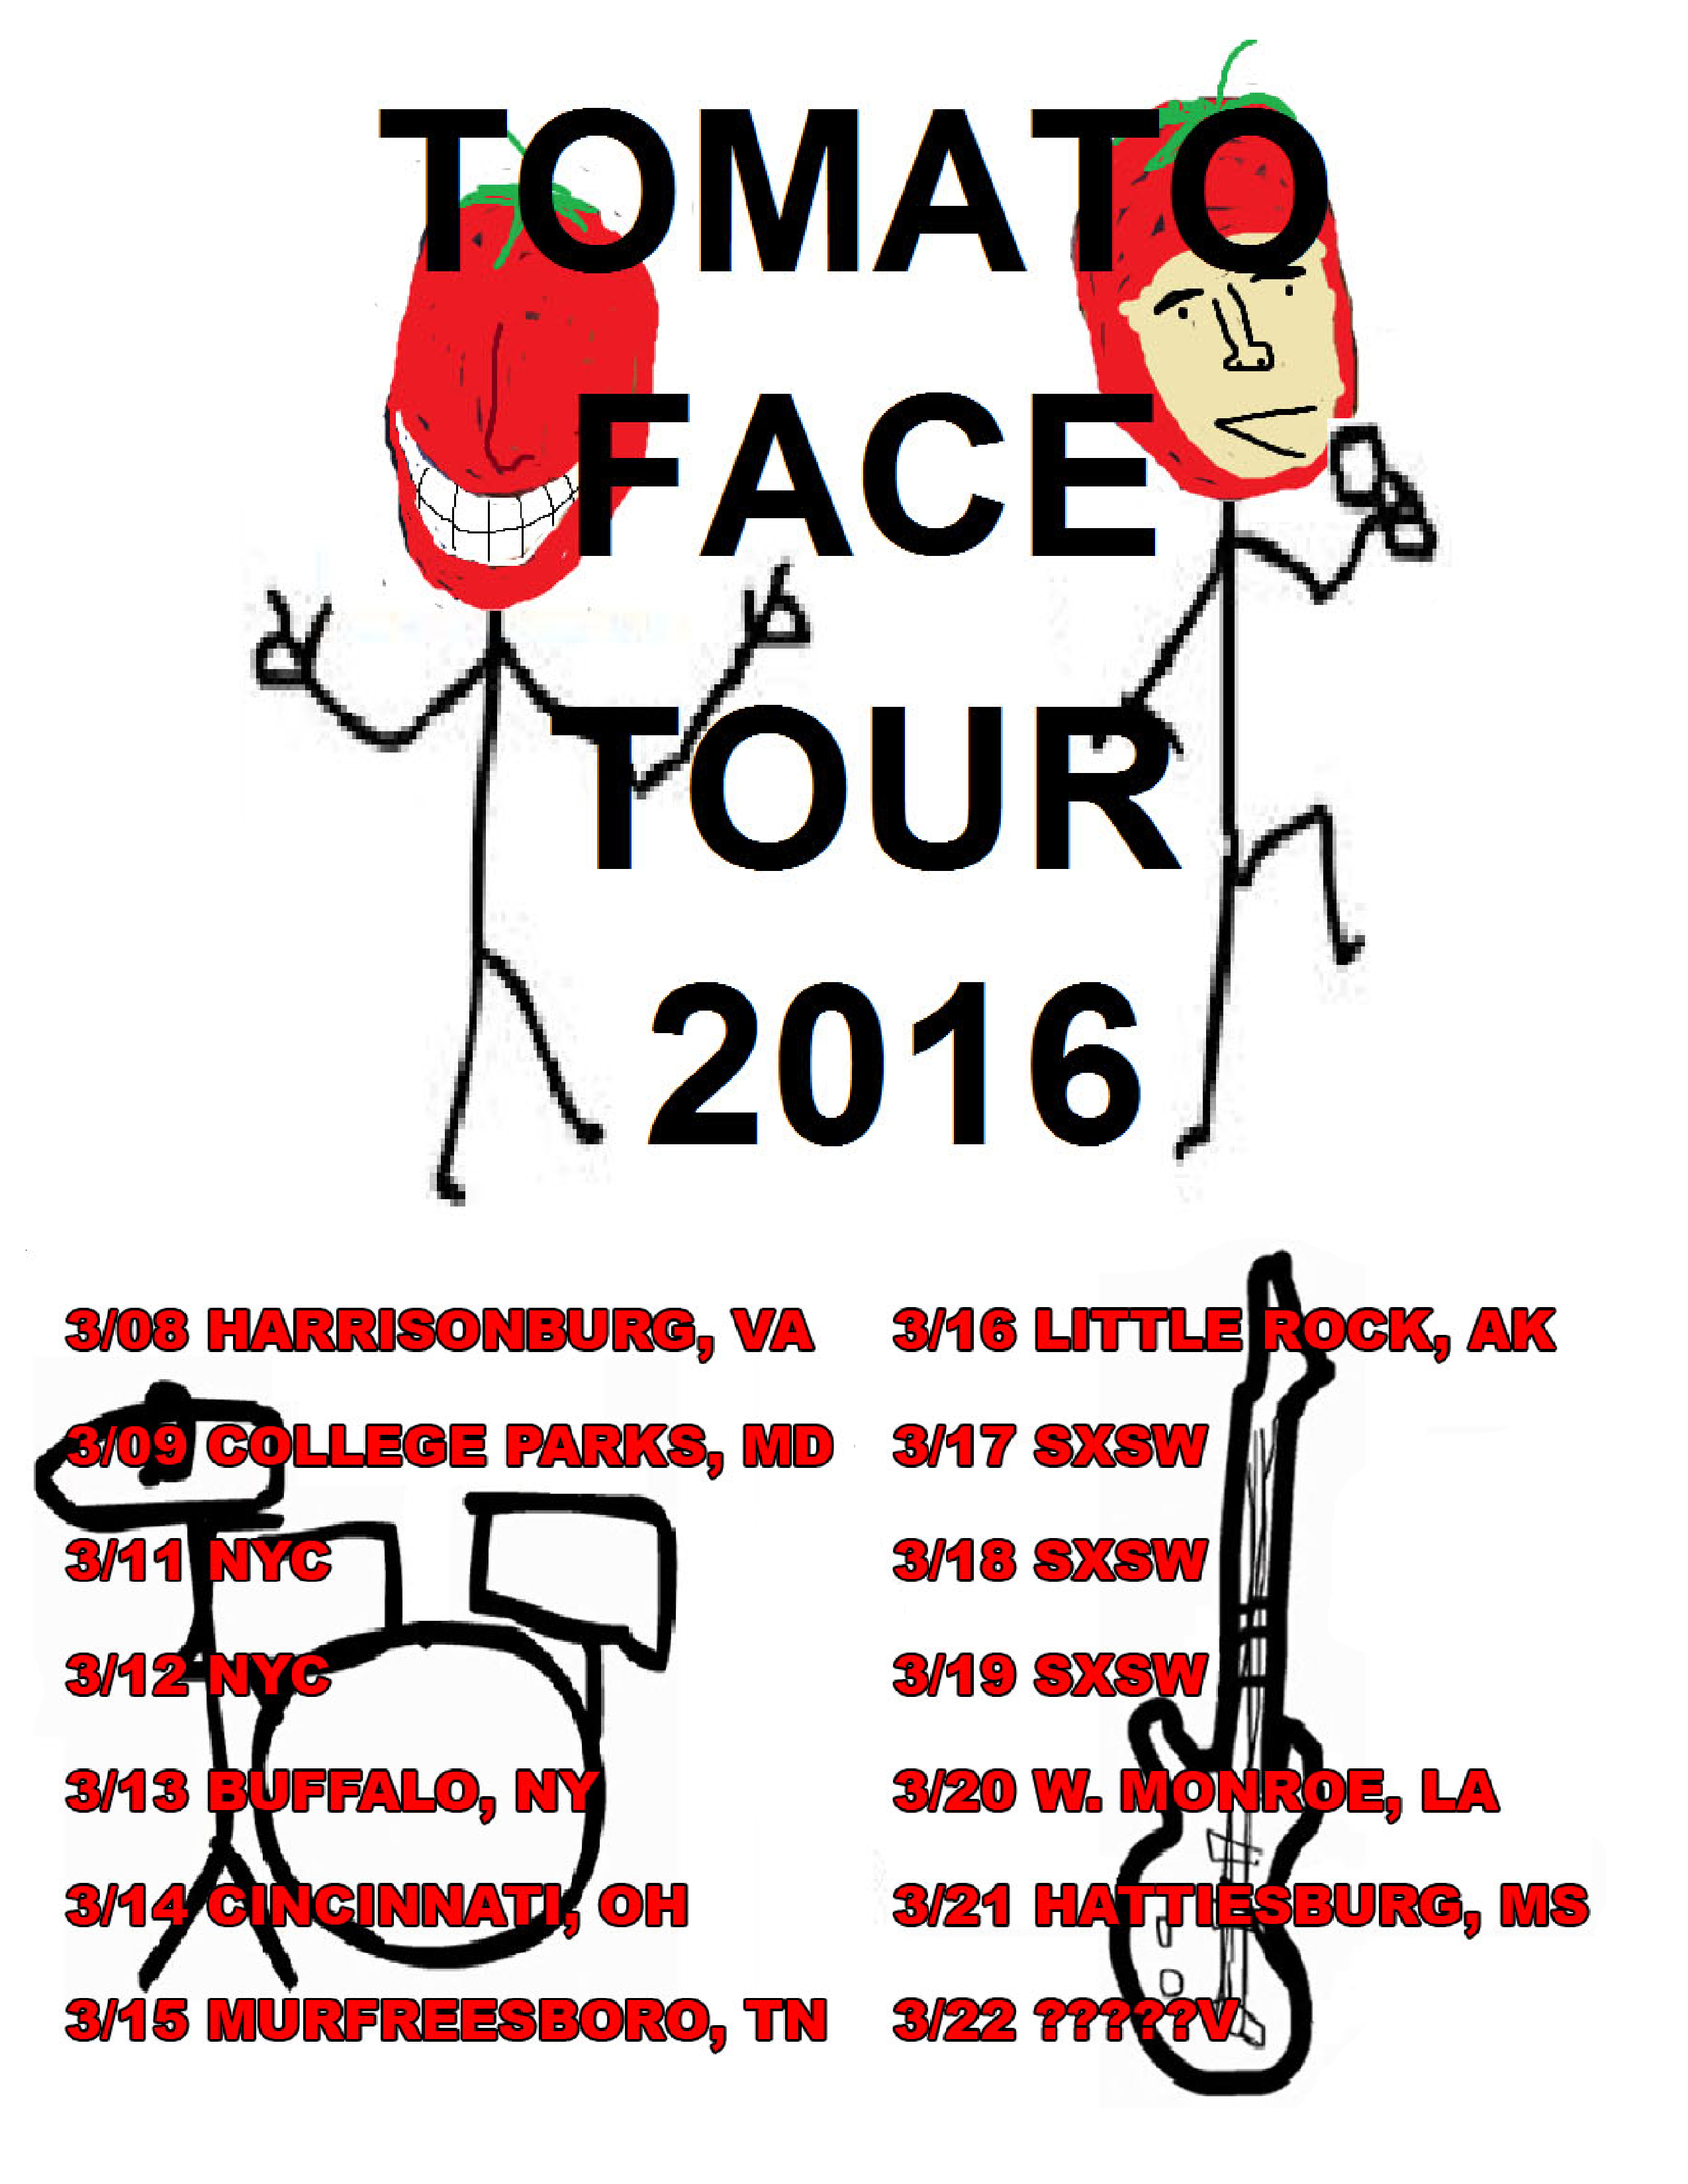 TOMATO
FACE
TOUR
2016
3/08 HARRISONBURG, VA
3/09 COLLEGE PARKS, MD
3/11 NYC
3/12 NYC
3/13 BUFFALO, NY
3/14 CINCINNATI, OH
3/15 MURFREESBORO, TN
3/16 LITTLE ROCK, AK
3/17 SXSW
3/18 SXSW
3/19 SXSW
3/20 W. MONROE, LA
3/21 HATTIESBURG, MS
3/22 ?????V